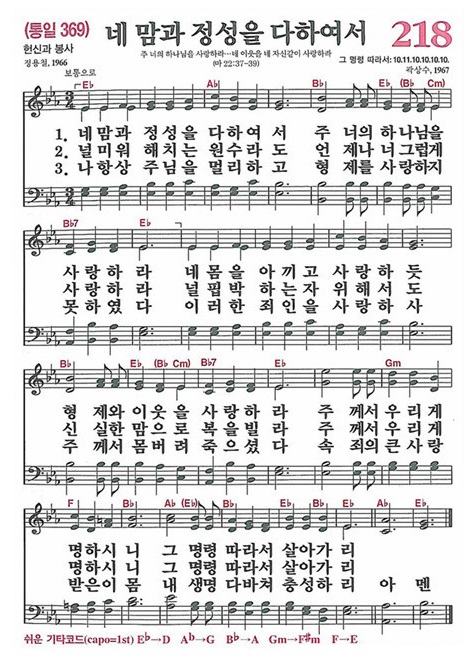 (통일 369) 네 맘과 정성을 다하여서 218
헌신과 봉사 주 너의 하나님을 사랑하라…네 이웃을 네 자신같이 사랑하라
정용철, 1966 (마 22:37-39) 그 명령 따라서: 10.11.10.10.10.10.
보통으로 곽상수, 1967
E♭ A♭ B♭ E♭ (B♭ Cm)
1. 네 맘과 정성을 다하여서 주 너의 하나님을
2. 널 미워 해치는 원수라도 언제나 너그럽게
3. 나 항상 주님을 멀리하고 형제를 사랑하지
B♭7 E♭
사랑하라 네 몸을 아끼고 사랑하듯
사랑하라 널 핍박하는자 위해서도
못하였다 이러한 죄인을 사랑하사
B♭ E♭ (B♭ Cm) B♭7 E♭ Gm
형제와 이웃을 사랑하라 주께서 우리게
신실한 맘으로 복을 빌라 주께서 우리게
주께서 몸버려 죽으셨다 속죄의 큰 사랑
F B♭ A♭ (E♭) B♭ E♭ A♭ E♭
명하시니 그 명령 따라서 살아가리
명하시니 그 명령 따라서 살아가리
받은이 몸 내 생명 다바쳐 충성하리 아멘
쉬운 기타코드(capo=1st) E♭→D A♭→G B♭→A Gm→F#m F→E